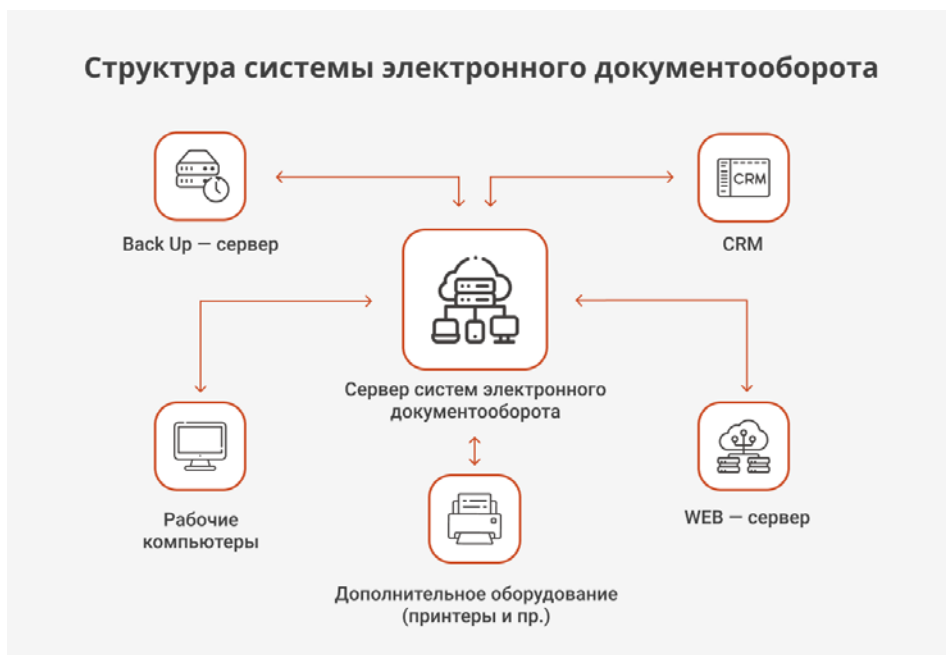 Структура системы электронного документооборота
Back Up — сервер
CRM
CRM
Сервер систем электронного
документооборота
Рабочие
компьютеры
WEB — сервер
Дополнительное оборудование
(принтеры и пр.)